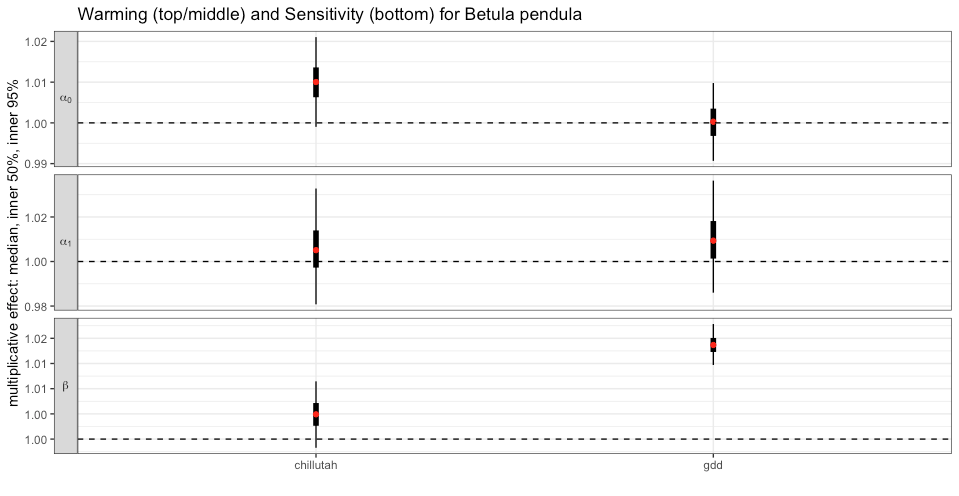 Warming (top/middle) and Sensitivity (bottom) for Betula pendula
multiplicative effect: median, inner 50%, inner 95%
α₀
1.02
1.01
1.00
0.99
α₁
1.02
1.00
0.98
β
1.02
1.01
1.01
1.00
1.00
chillutah
gdd